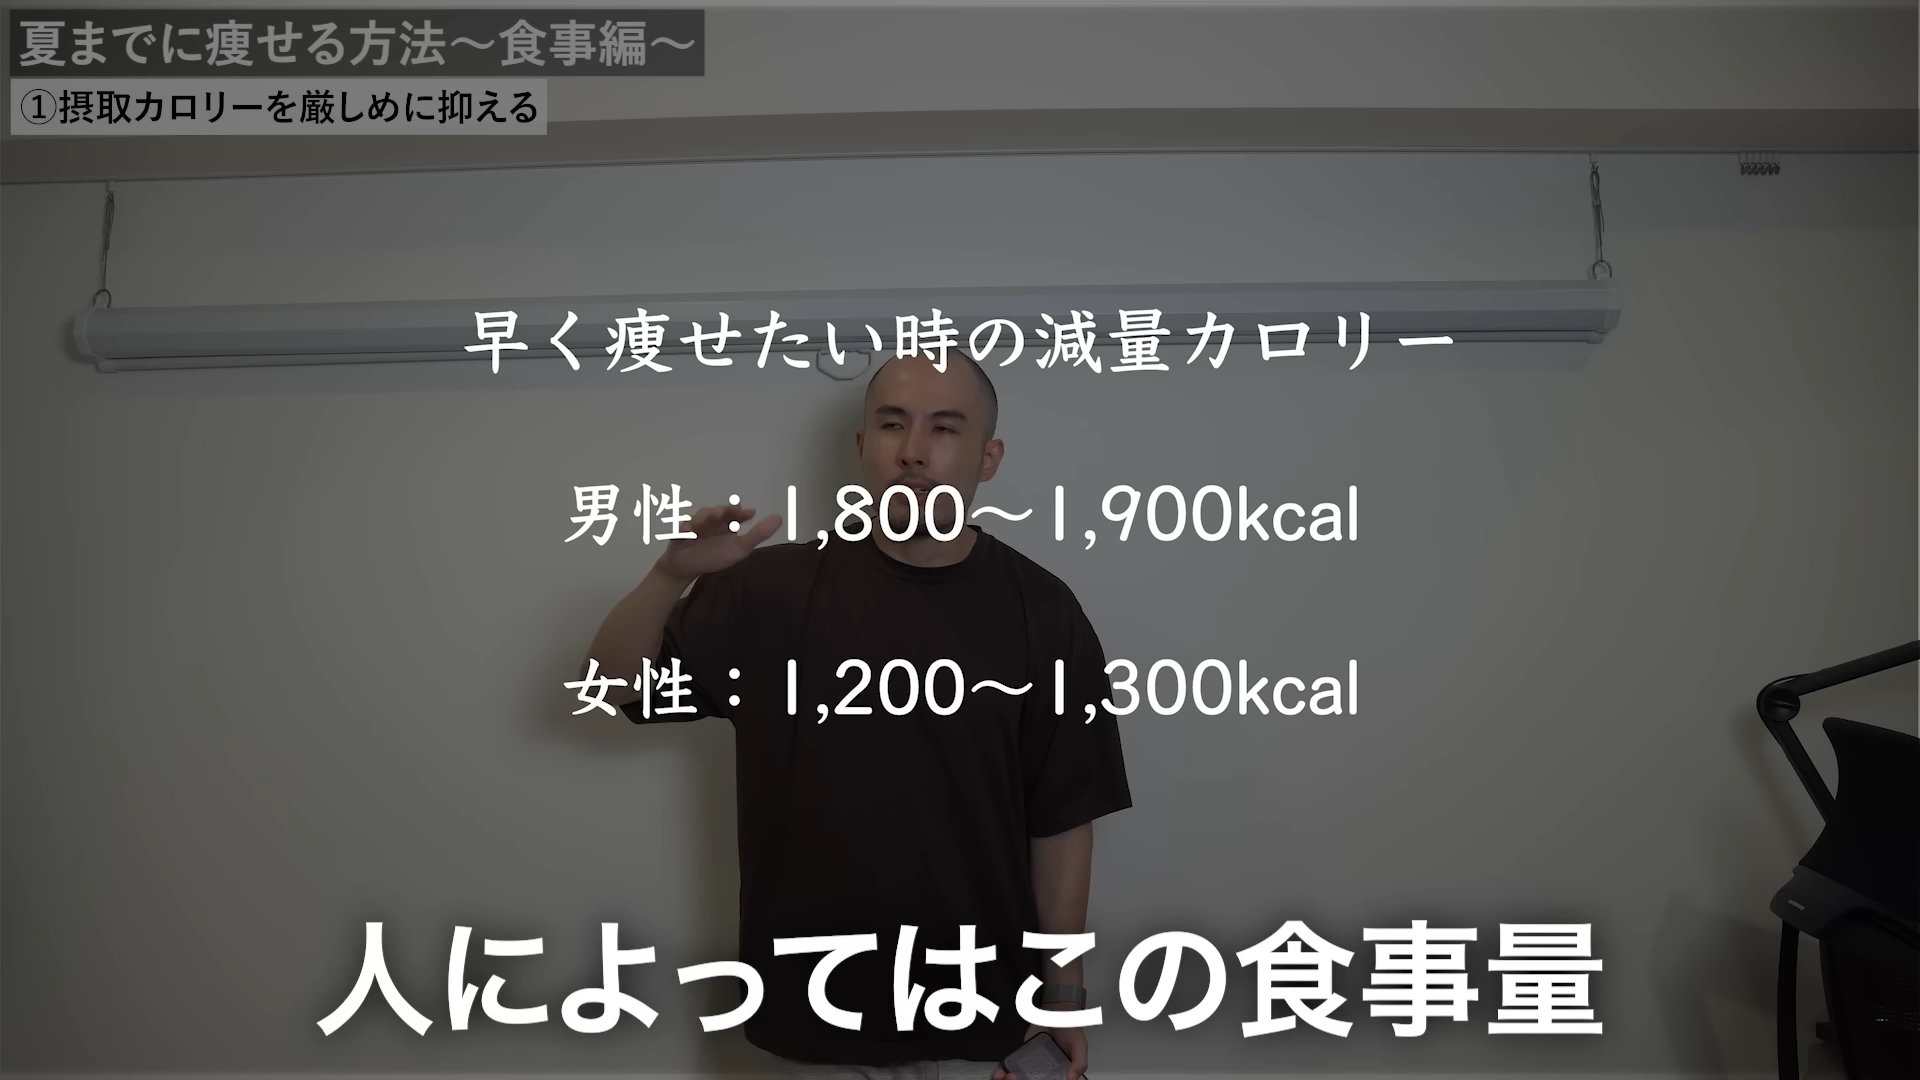 夏までに痩せる方法～食事編～
①摂取カロリーを厳しめに抑える
早く痩せたい時の減量カロリー
男性：1,800～1,900kcal
女性：1,200～1,300kcal
人によってはこの食事量